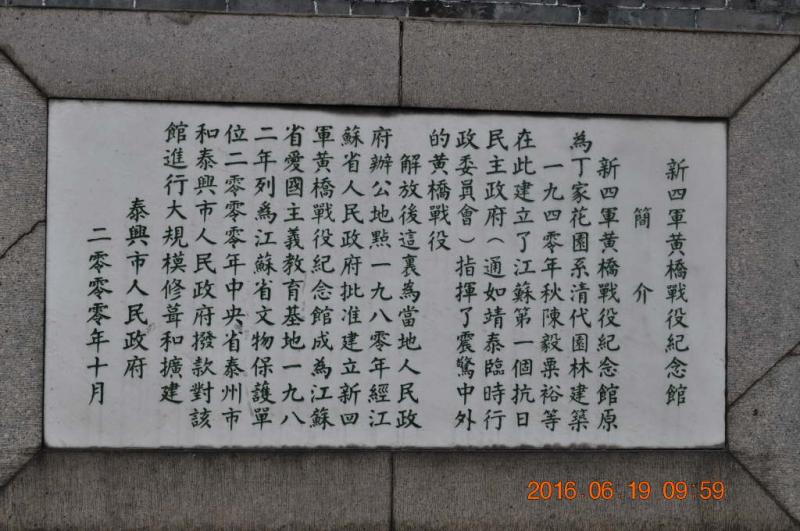 新四軍黃橋戰役紀念館
簡介
新四軍黃橋戰役紀念館原
為丁家花園系清代園林建築
一九四零年秋陳毅粟裕等
在此建立了江蘇第一個抗日
民主政府(通如靖泰臨時行
政委員會)指揮了震驚中外
的黃橋戰役
解放後這裏為當地人民政
府辦公地點一九八零年經江
蘇省人民政府批准建立新四
軍黃橋戰役紀念館成為江蘇
省愛國主義教育基地一九八
二年列為江蘇省文物保護單
位二零零零年中央省泰州市
和泰興市人民政府撥款對該
館進行大規模修葺和擴建
泰興市人民政府
二零零零年十月
2016.06.19 09:59